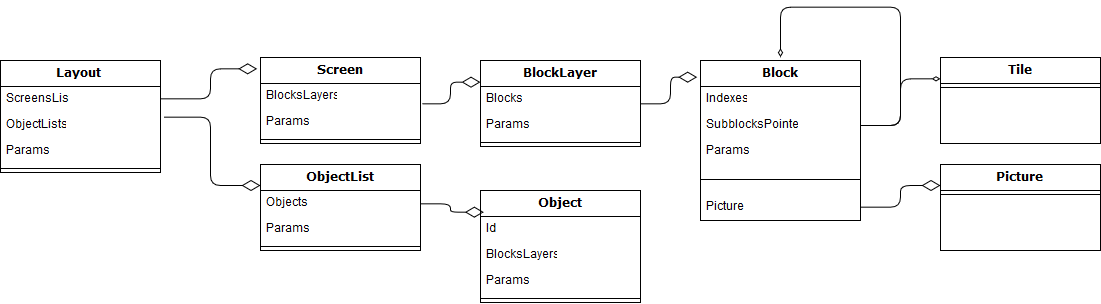 Layout
ScreensLis
ObjectLists
Params
Screen
BlocksLayers
Params
ObjectList
Objects
Params
BlockLayer
Blocks
Params
Object
Id
BlocksLayers
Params
Block
Indexes
SubblocksPointe
Params
Picture
Tile
Picture